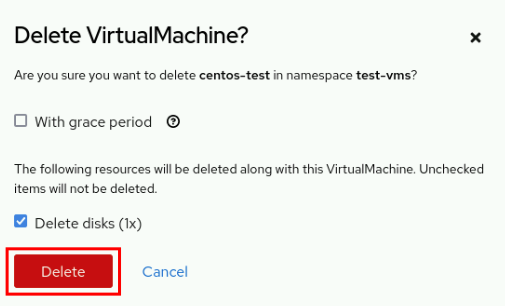 Delete VirtualMachine?
Are you sure you want to delete centos-test in namespace test-vms?
With grace period
The following resources will be deleted along with this VirtualMachine. Unchecked
items will not be deleted.
Delete disks (1x)
Delete Cancel